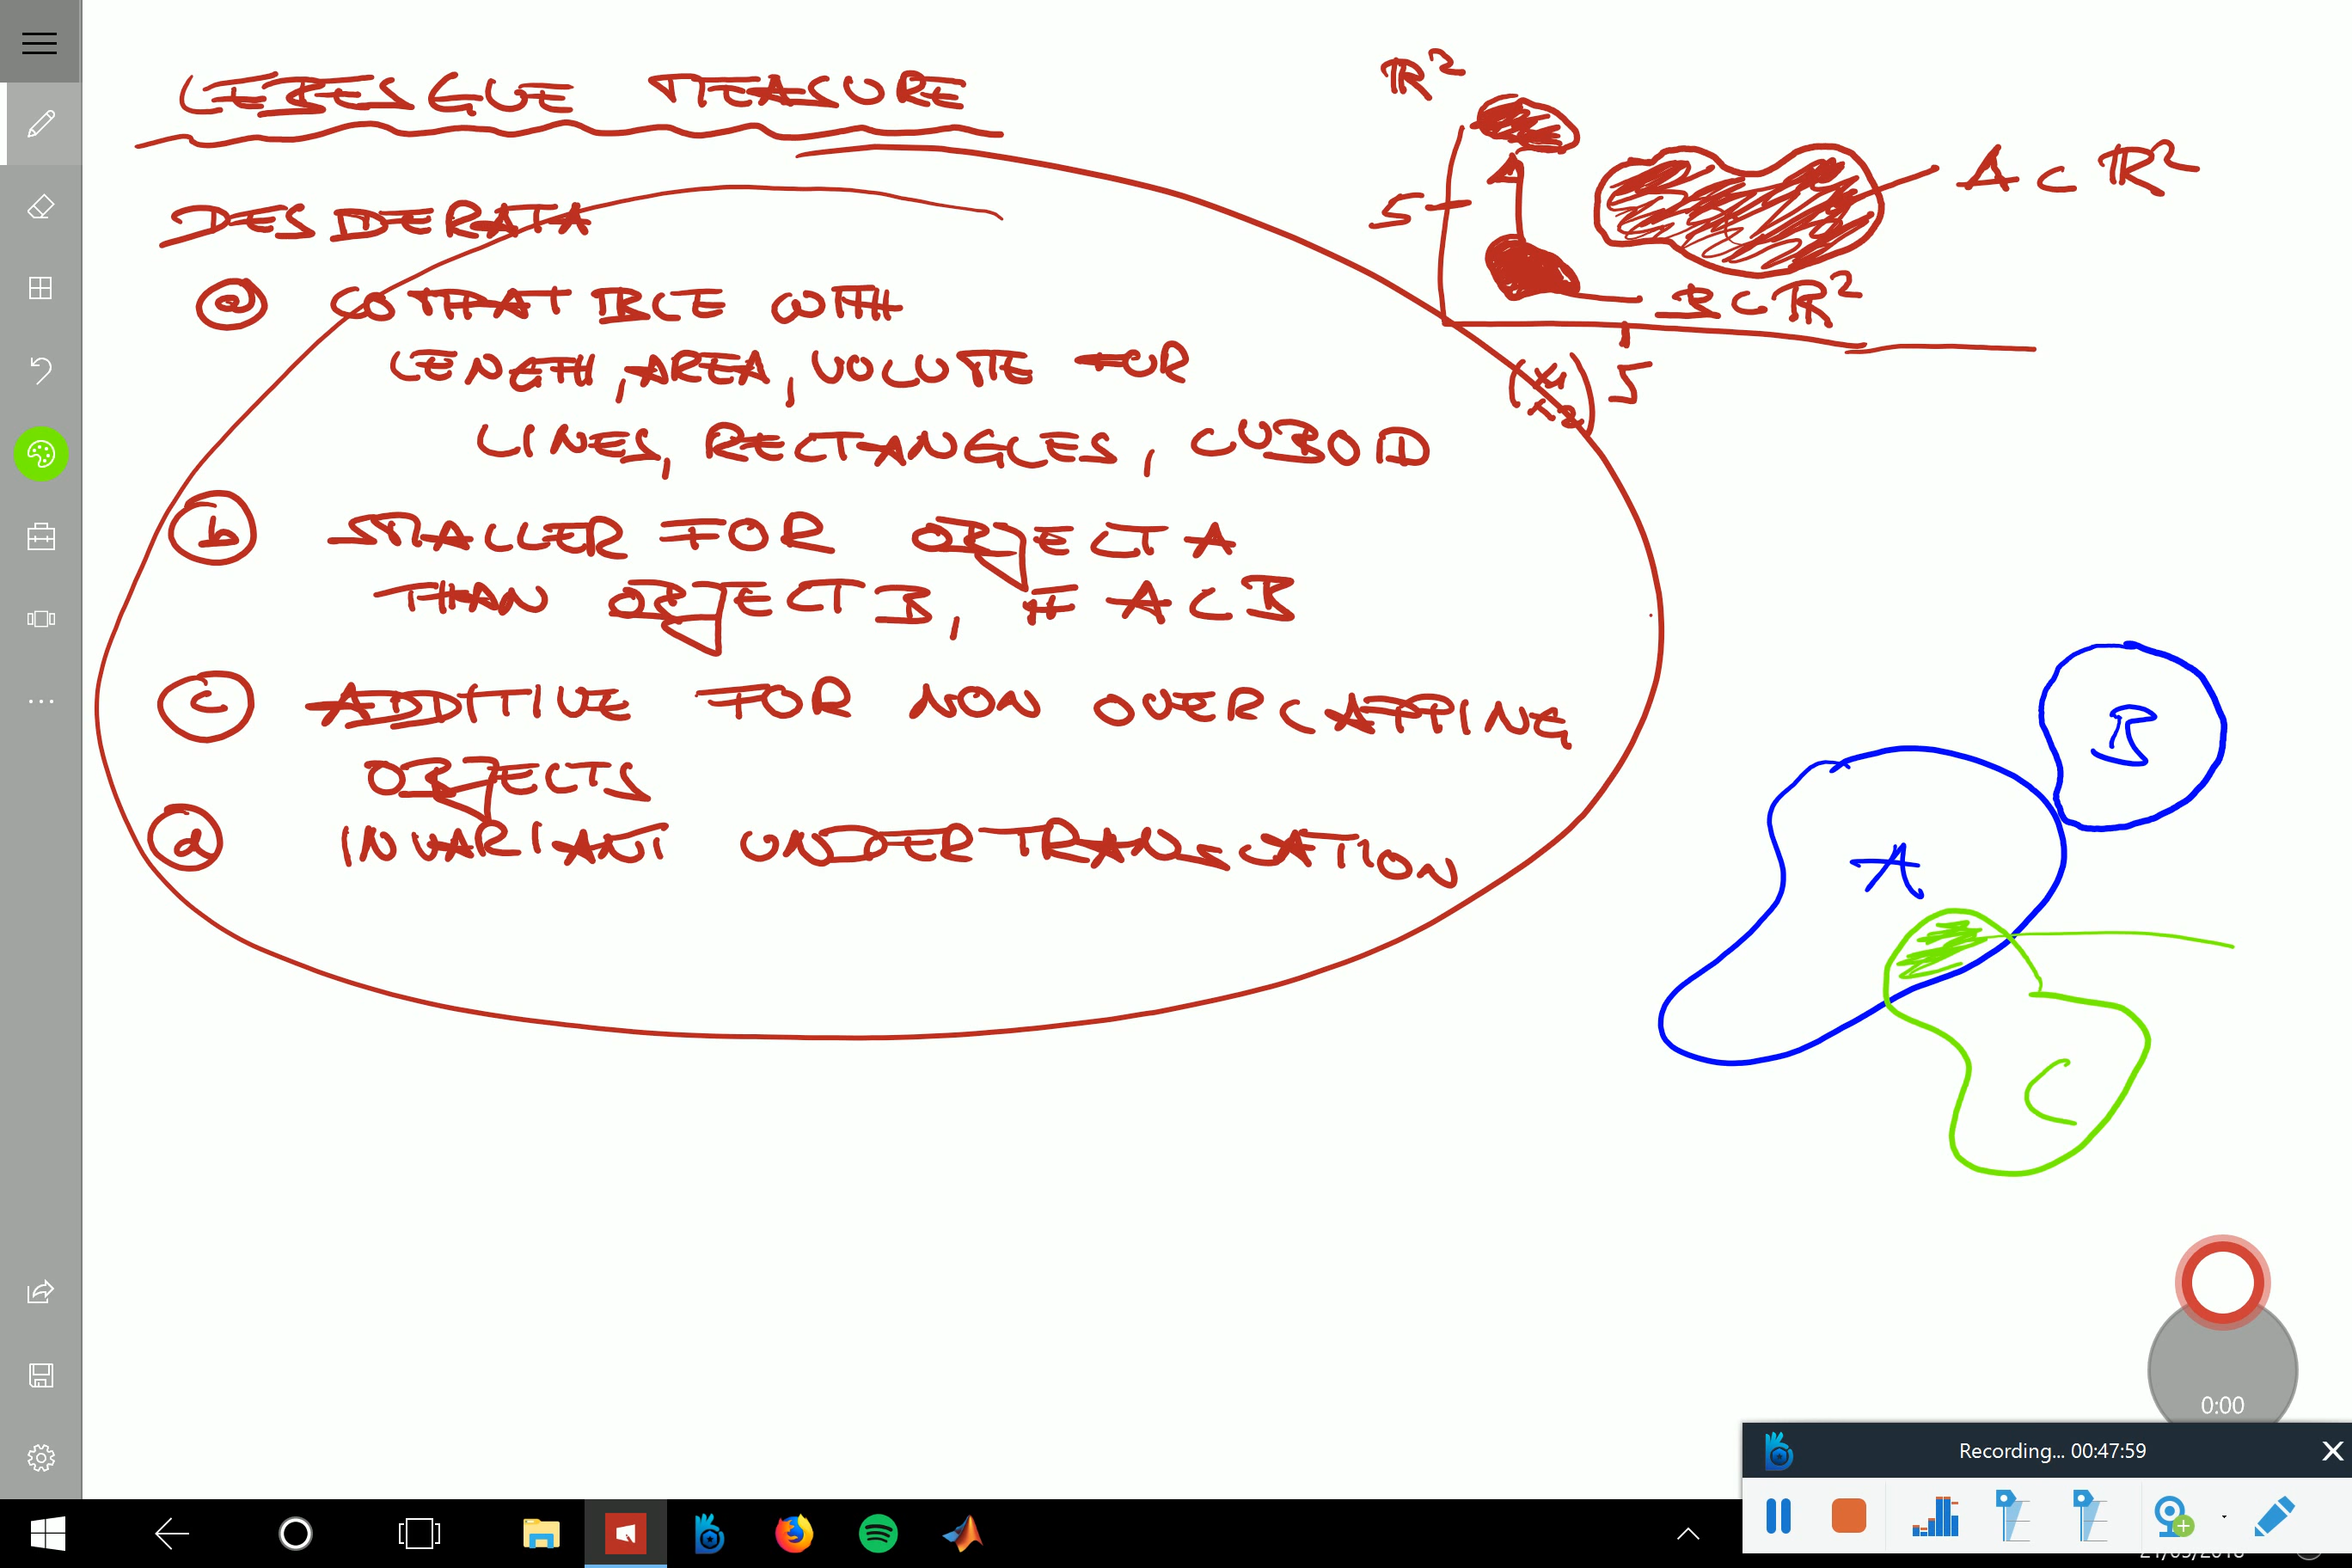 LEBESGUE MEASURE
DESIDERATA
ⓐ COMPATIBLE WITH
LENGTH, AREA, VOLUME FOR
LINES, RECTANGLES, CUBOID
ⓑ SMALLER FOR OBJECT A
THAN OBJECT B, IF A⊂B
ⓒ ADDITIVE FOR NON OVERLAPPING
OBJECTS
ⓓ INVARIANT UNDER TRANSLATION
ℝ²
A ⊂ ℝ²
5
B ⊂ ℝ²
5
B
A
C
0:00
Recording... 00:47:59